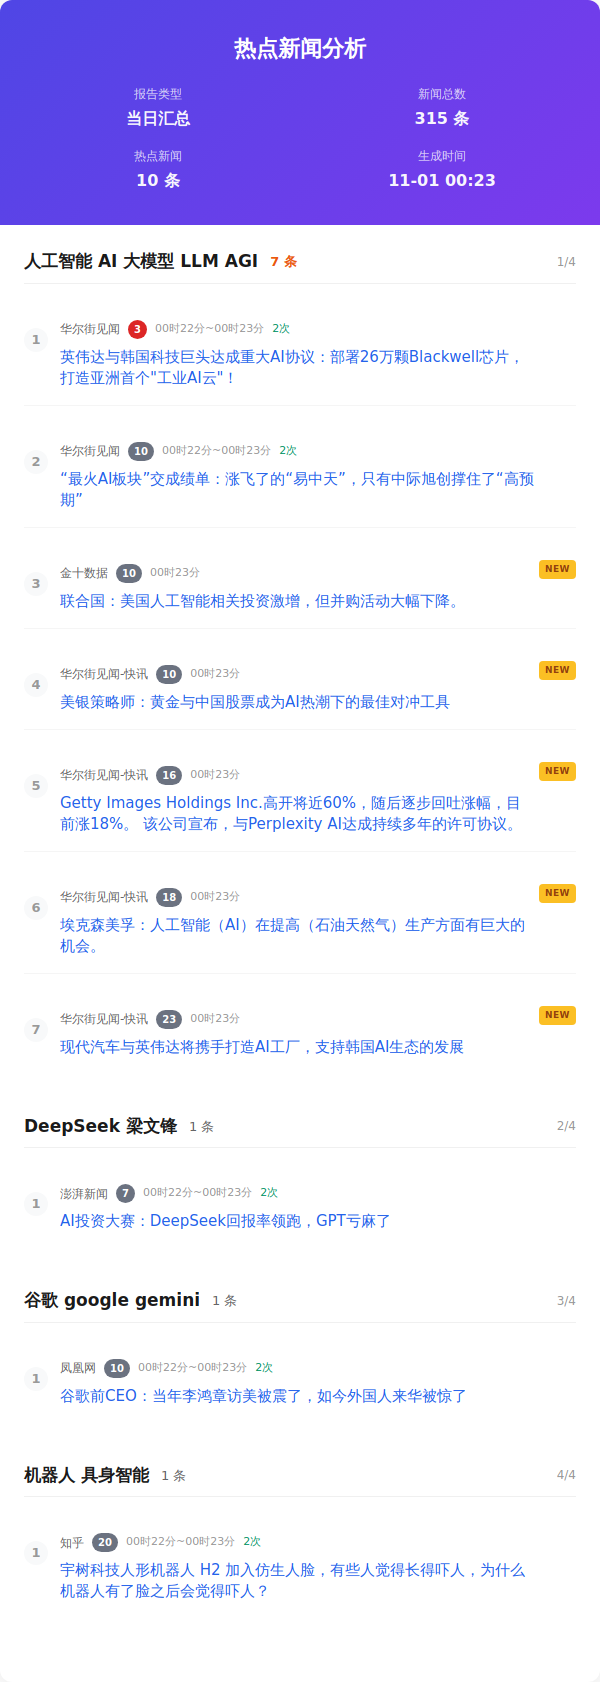 热点新闻分析
报告类型
新闻总数
当日汇总
315 条
热点新闻
生成时间
10 条
11-01 00:23
人工智能 AI 大模型 LLM AGI 7 条 1/4
1
华尔街见闻 3 00时22分~00时23分 2次
英伟达与韩国科技巨头达成重大AI协议：部署26万颗Blackwell芯片，
打造亚洲首个"工业AI云"！
2
华尔街见闻 10 00时22分~00时23分 2次
“最火AI板块”交成绩单：涨飞了的“易中天”，只有中际旭创撑住了“高预
期”
3
金十数据 10 00时23分 NEW
联合国：美国人工智能相关投资激增，但并购活动大幅下降。
4
华尔街见闻-快讯 10 00时23分 NEW
美银策略师：黄金与中国股票成为AI热潮下的最佳对冲工具
5
华尔街见闻-快讯 16 00时23分 NEW
Getty Images Holdings Inc.高开将近60%，随后逐步回吐涨幅，目
前涨18%。 该公司宣布，与Perplexity AI达成持续多年的许可协议。
6
华尔街见闻-快讯 18 00时23分 NEW
埃克森美孚：人工智能（AI）在提高（石油天然气）生产方面有巨大的
机会。
7
华尔街见闻-快讯 23 00时23分 NEW
现代汽车与英伟达将携手打造AI工厂，支持韩国AI生态的发展
DeepSeek 梁文锋 1 条 2/4
1
澎湃新闻 7 00时22分~00时23分 2次
AI投资大赛：DeepSeek回报率领跑，GPT亏麻了
谷歌 google gemini 1 条 3/4
1
凤凰网 10 00时22分~00时23分 2次
谷歌前CEO：当年李鸿章访美被震了，如今外国人来华被惊了
机器人 具身智能 1 条 4/4
1
知乎 20 00时22分~00时23分 2次
宇树科技人形机器人 H2 加入仿生人脸，有些人觉得长得吓人，为什么
机器人有了脸之后会觉得吓人？